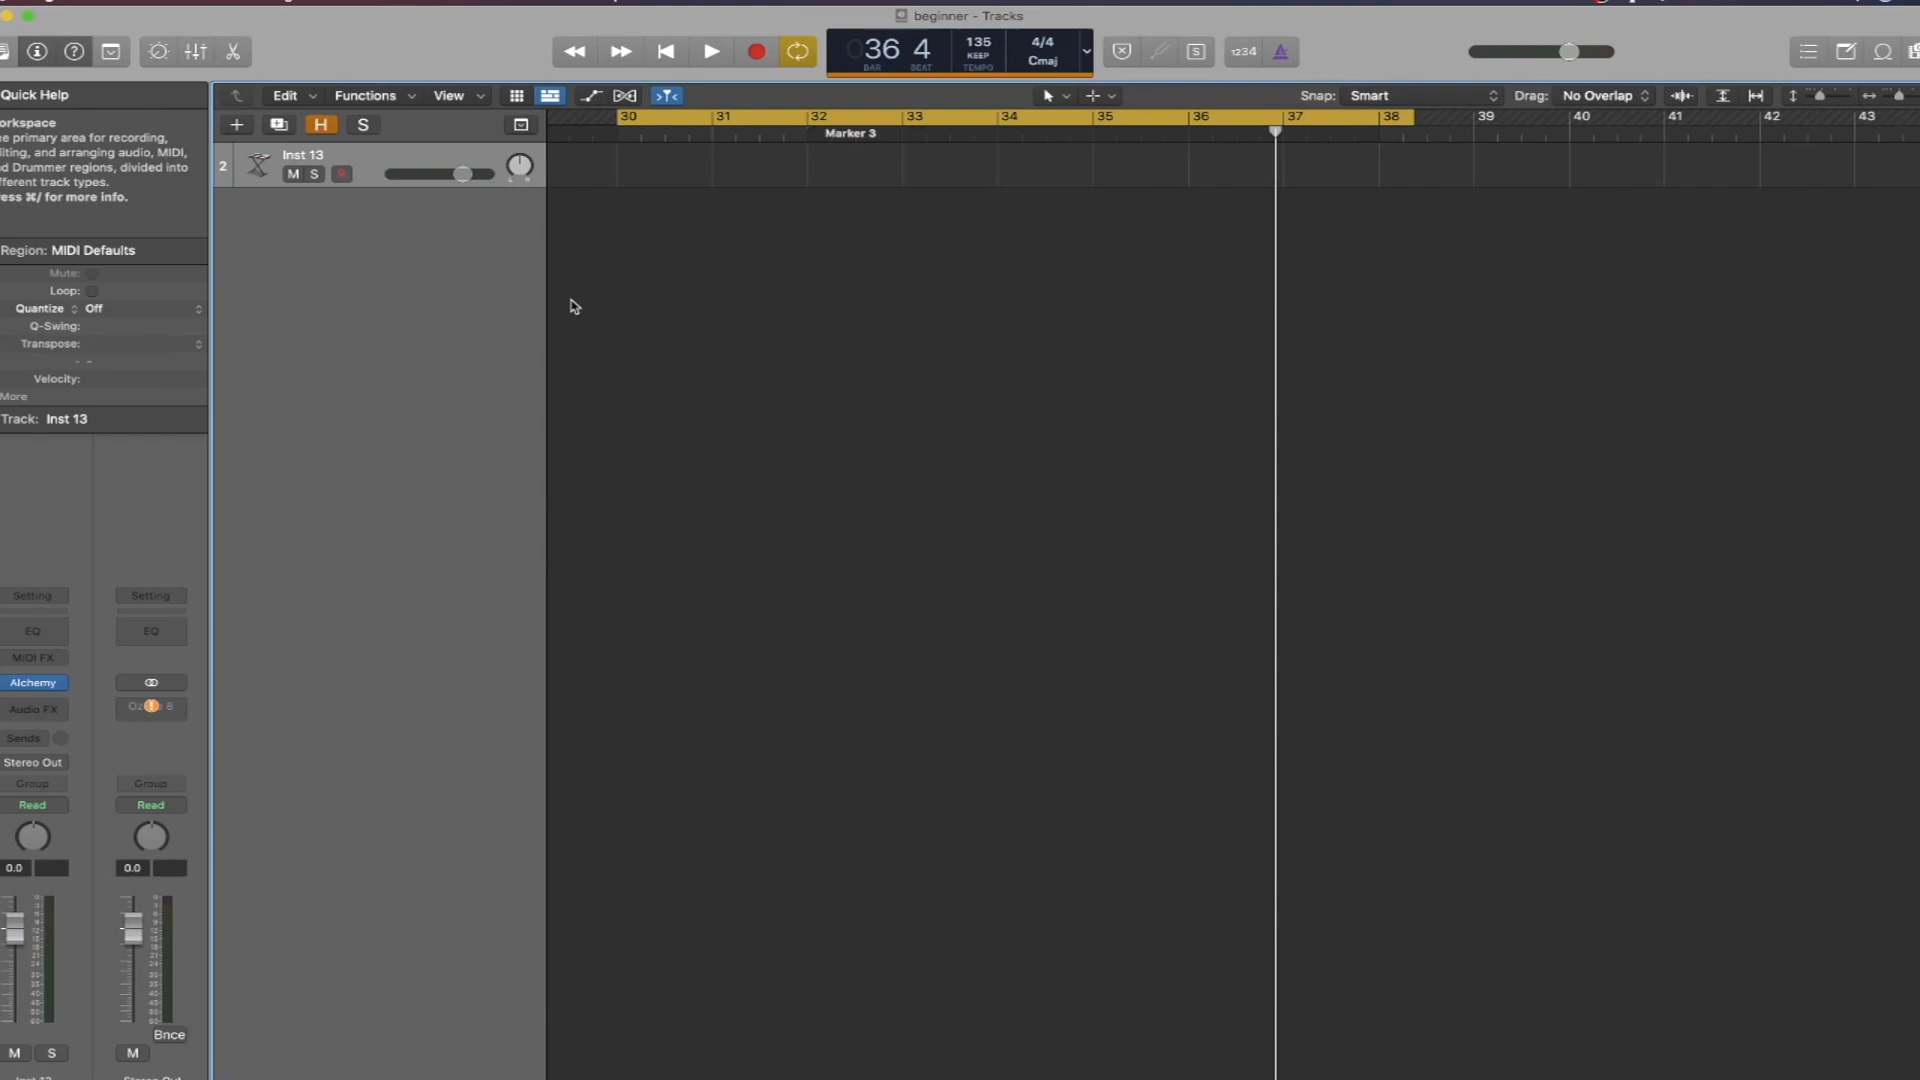 beginner - Tracks
36 4 135 KEEP 4/4 Cmaj
BAR BEAT TEMPO
S 1234
Quick Help
Edit Functions View Snap: Smart Drag: No Overlap
H S
30 31 32 33 34 35 36 37 38 39 40 41 42 43
Marker 3
orkspace
he primary area for recording,
liting, and arranging audio, MIDI,
nd Drummer regions, divided into
fferent track types.
ress ⌘/ for more info.
2 Inst 13
M S R
L R
Region: MIDI Defaults
Mute:
Loop:
Quantize Off
Q-Swing:
Transpose:
Velocity:
More
Track: Inst 13
Setting Setting
EQ EQ
MIDI FX
Alchemy
Audio FX
Sends
Stereo Out
Group Group
Read Read
0.0 0.0
Bnce
M S M